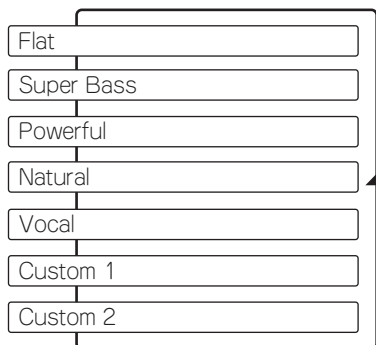 Flat
Super Bass
Powerful
Natural
Vocal
Custom 1
Custom 2